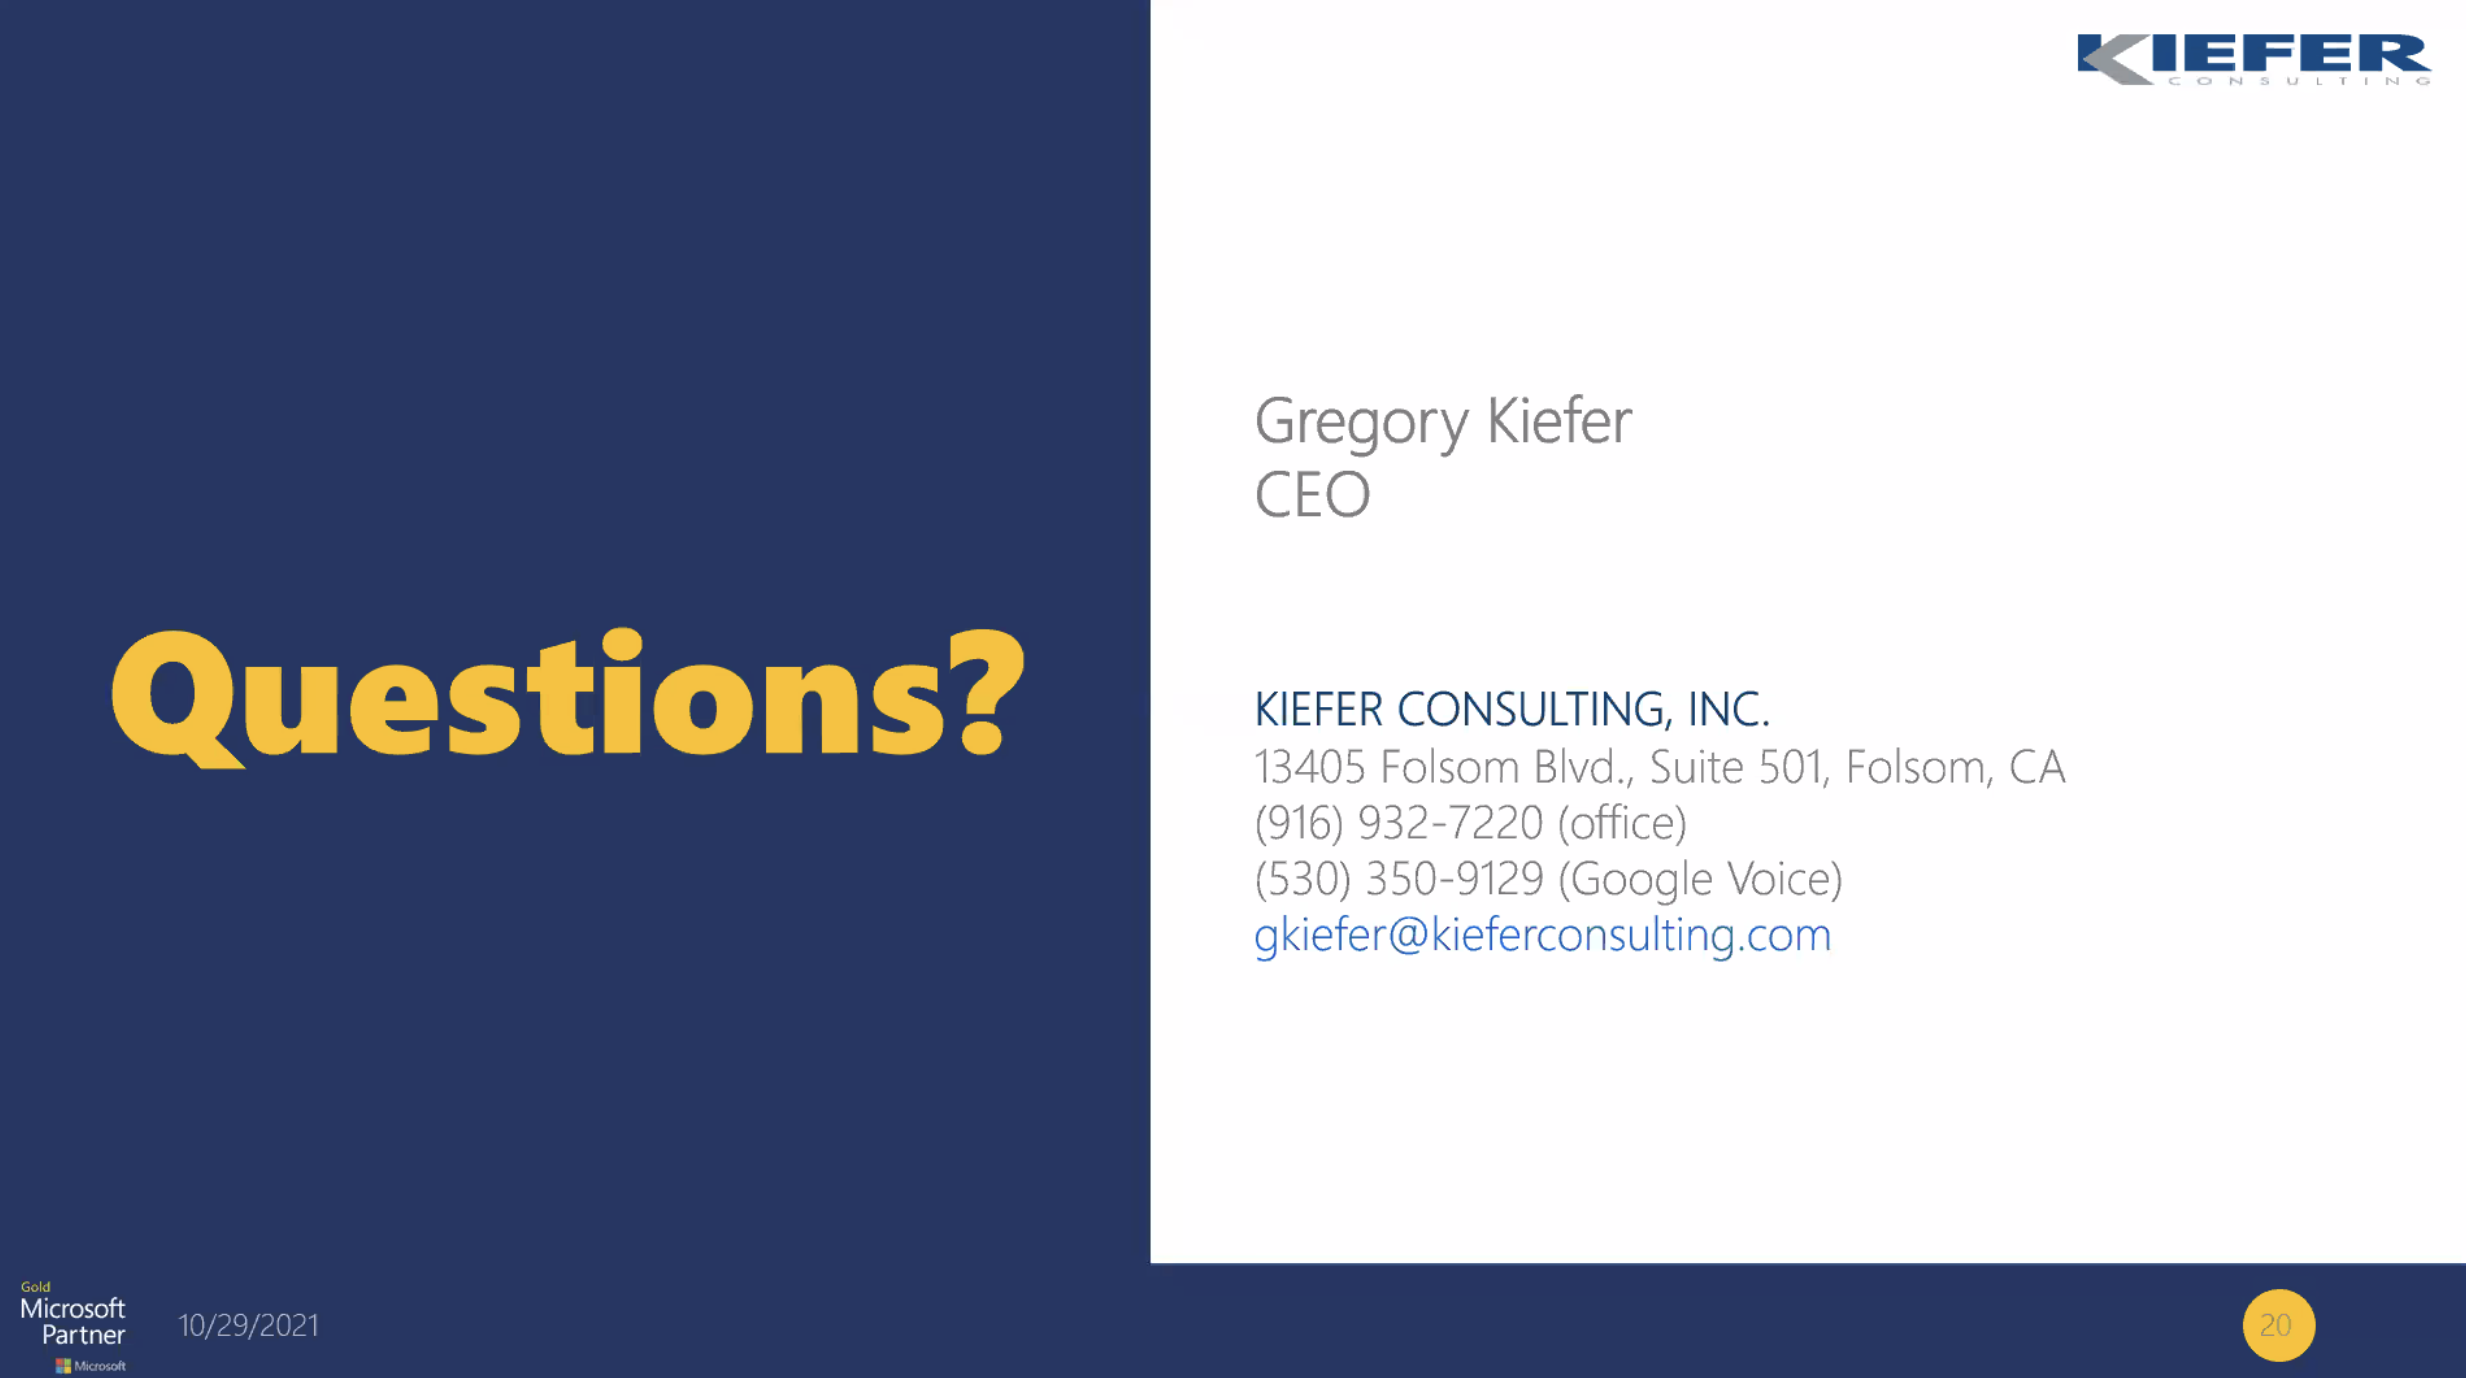 KIEFER
CONSULTING
Questions?
Gregory Kiefer
CEO
KIEFER CONSULTING, INC.
13405 Folsom Blvd., Suite 501, Folsom, CA
(916) 932-7220 (office)
(530) 350-9129 (Google Voice)
gkiefer@kieferconsulting.com
Gold
Microsoft
Partner
Microsoft
10/29/2021
20